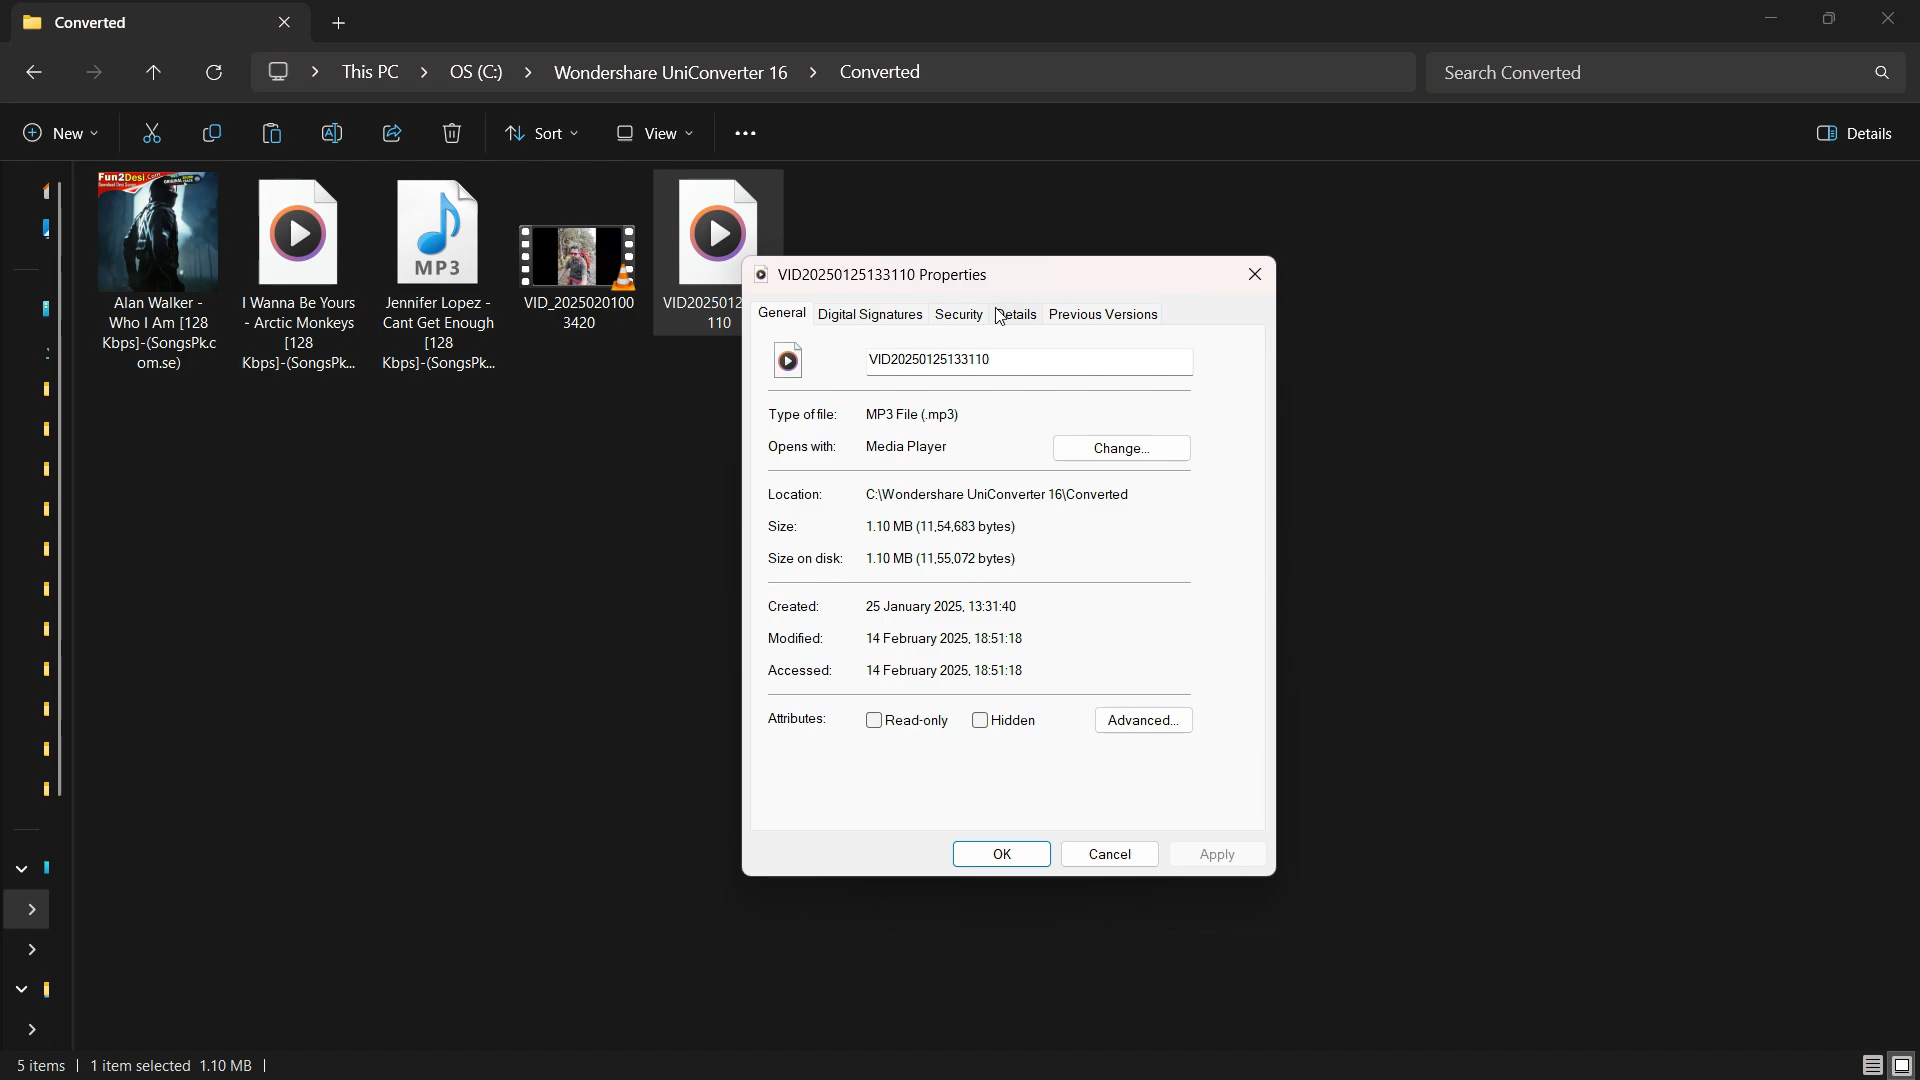 Converted
This PC
OS (C:)
Wondershare UniConverter 16
Converted
Search Converted
New
Sort
View
Details
Fun2Desi.Com
Alan Walker -
Who I Am [128
Kbps]-(SongsPk.c
om.se)
I Wanna Be Yours
- Arctic Monkeys
[128
Kbps]-(SongsPk...
MP3
Jennifer Lopez -
Cant Get Enough
[128
Kbps]-(SongsPk...
VID_2025020100
3420
VID2025012
110
VID20250125133110 Properties
General
Digital Signatures
Security
Details
Previous Versions
VID20250125133110
Type of file: MP3 File (.mp3)
Opens with: Media Player
Change...
Location: C:\Wondershare UniConverter 16\Converted
Size: 1.10 MB (11,54,683 bytes)
Size on disk: 1.10 MB (11,55,072 bytes)
Created: 25 January 2025, 13:31:40
Modified: 14 February 2025, 18:51:18
Accessed: 14 February 2025, 18:51:18
Attributes: Read-only Hidden Advanced...
OK Cancel Apply
5 items 1 item selected 1.10 MB